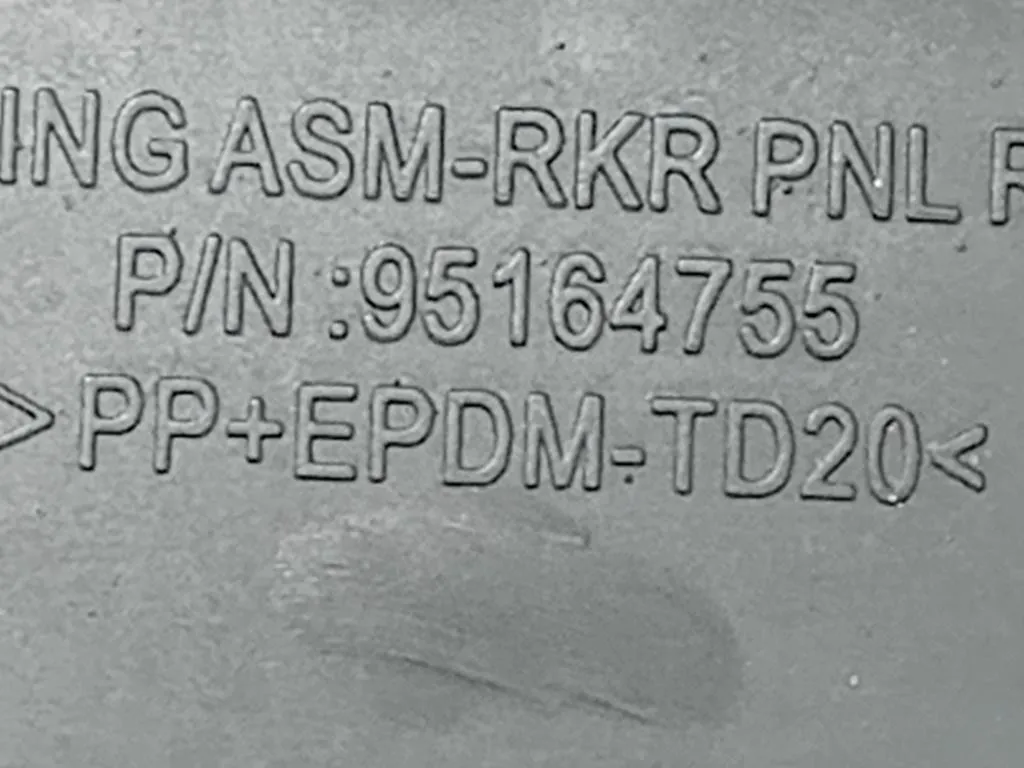 ING ASM-RKR PNL
P/N :95164755
>PP+EPDM-TD20<